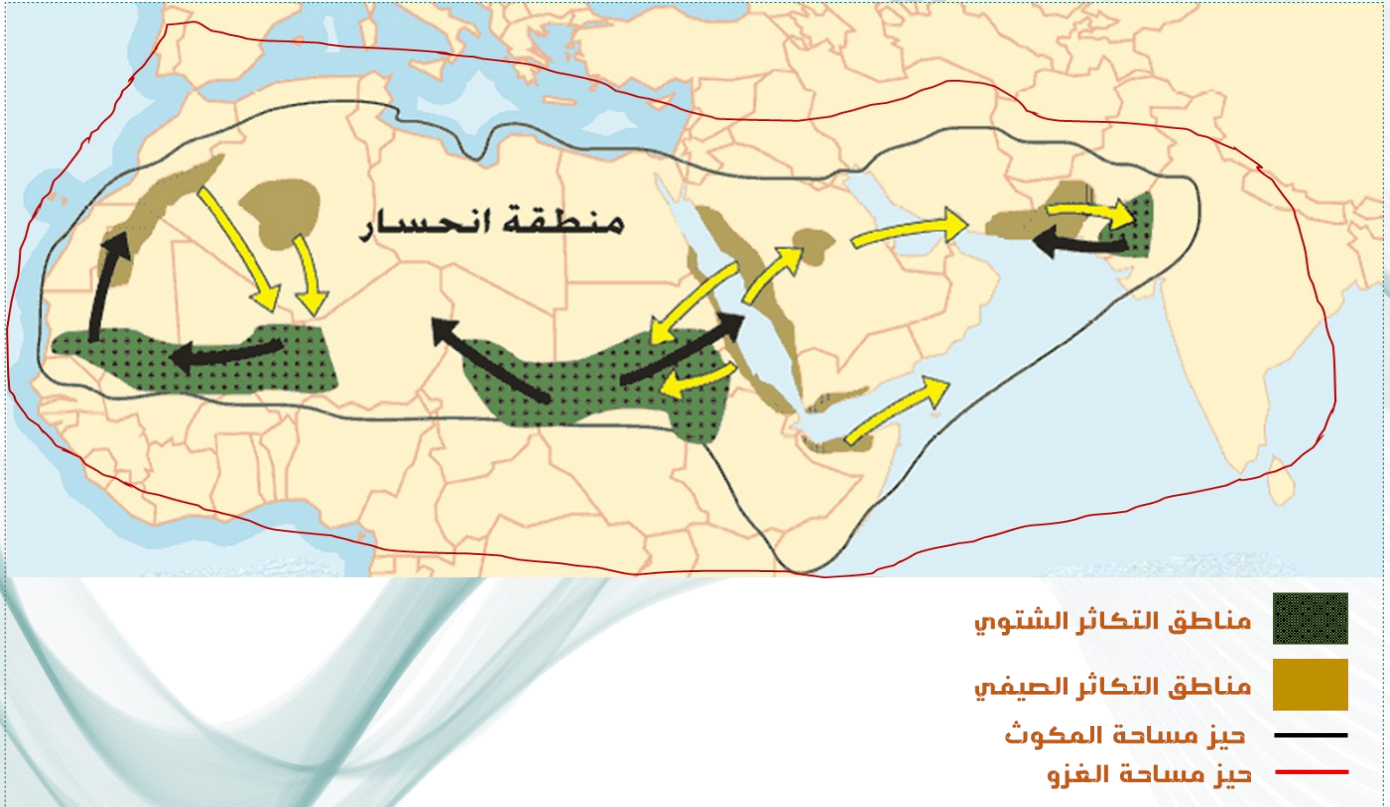 منطقة انحسار
مناطق التكاثر الشتوي
مناطق التكاثر الصيفي
حيز مساحة المكوث
حيز مساحة الغزو